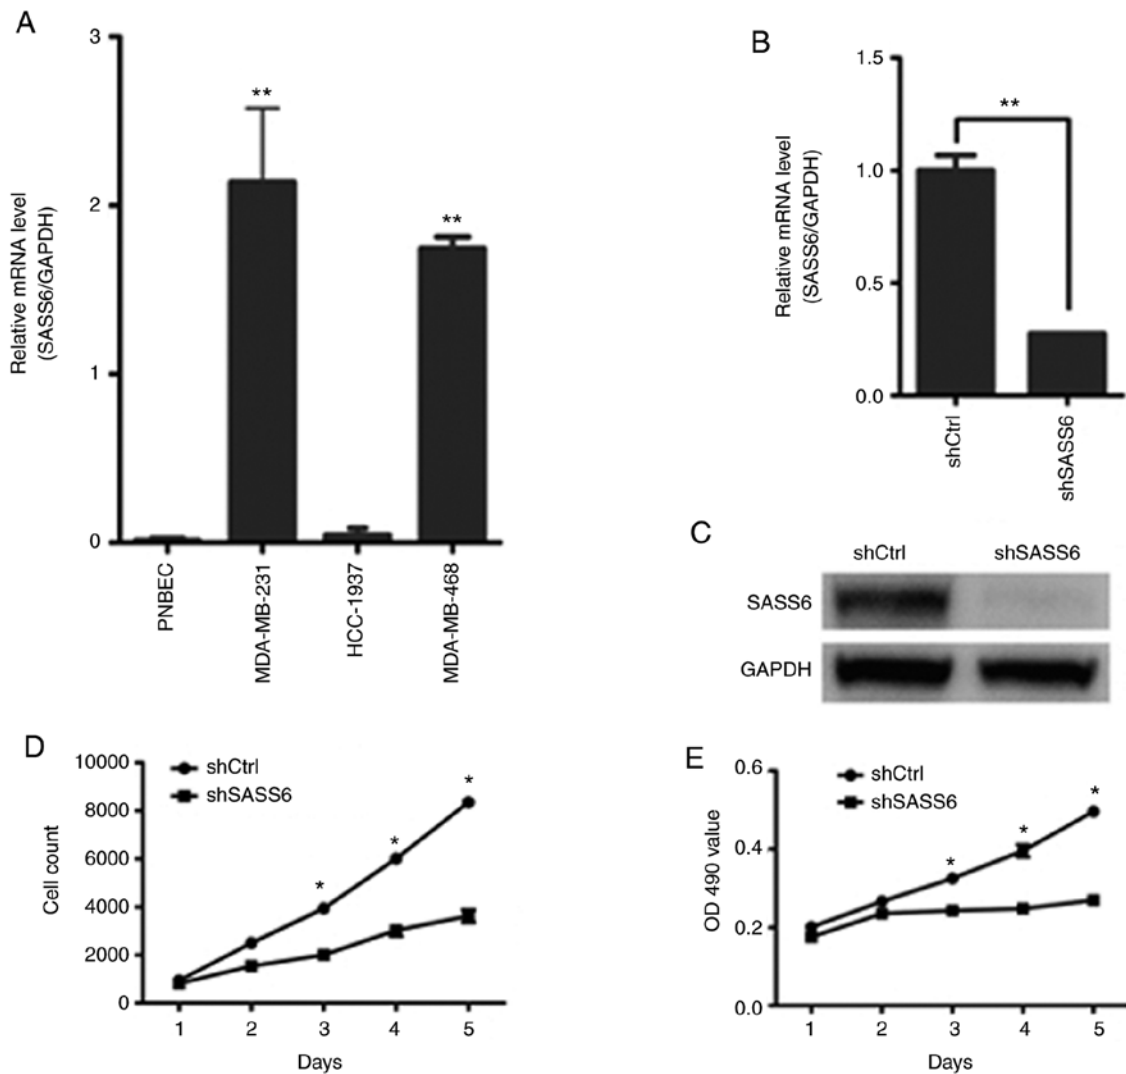 A
Relative mRNA level
(SASS6/GAPDH)
3
2
1
0
**
**
PNBEC
MDA-MB-231
HCC-1937
MDA-MB-468
B
Relative mRNA level
(SASS6/GAPDH)
1.5
1.0
0.5
0.0
**
shCtrl
shSASS6
C
shCtrl shSASS6
SASS6
GAPDH
D
Cell count
10000
8000
6000
4000
2000
0
shCtrl
shSASS6
*
*
*
1 2 3 4 5
Days
E
OD 490 value
0.6
0.4
0.2
0.0
shCtrl
shSASS6
*
*
*
1 2 3 4 5
Days